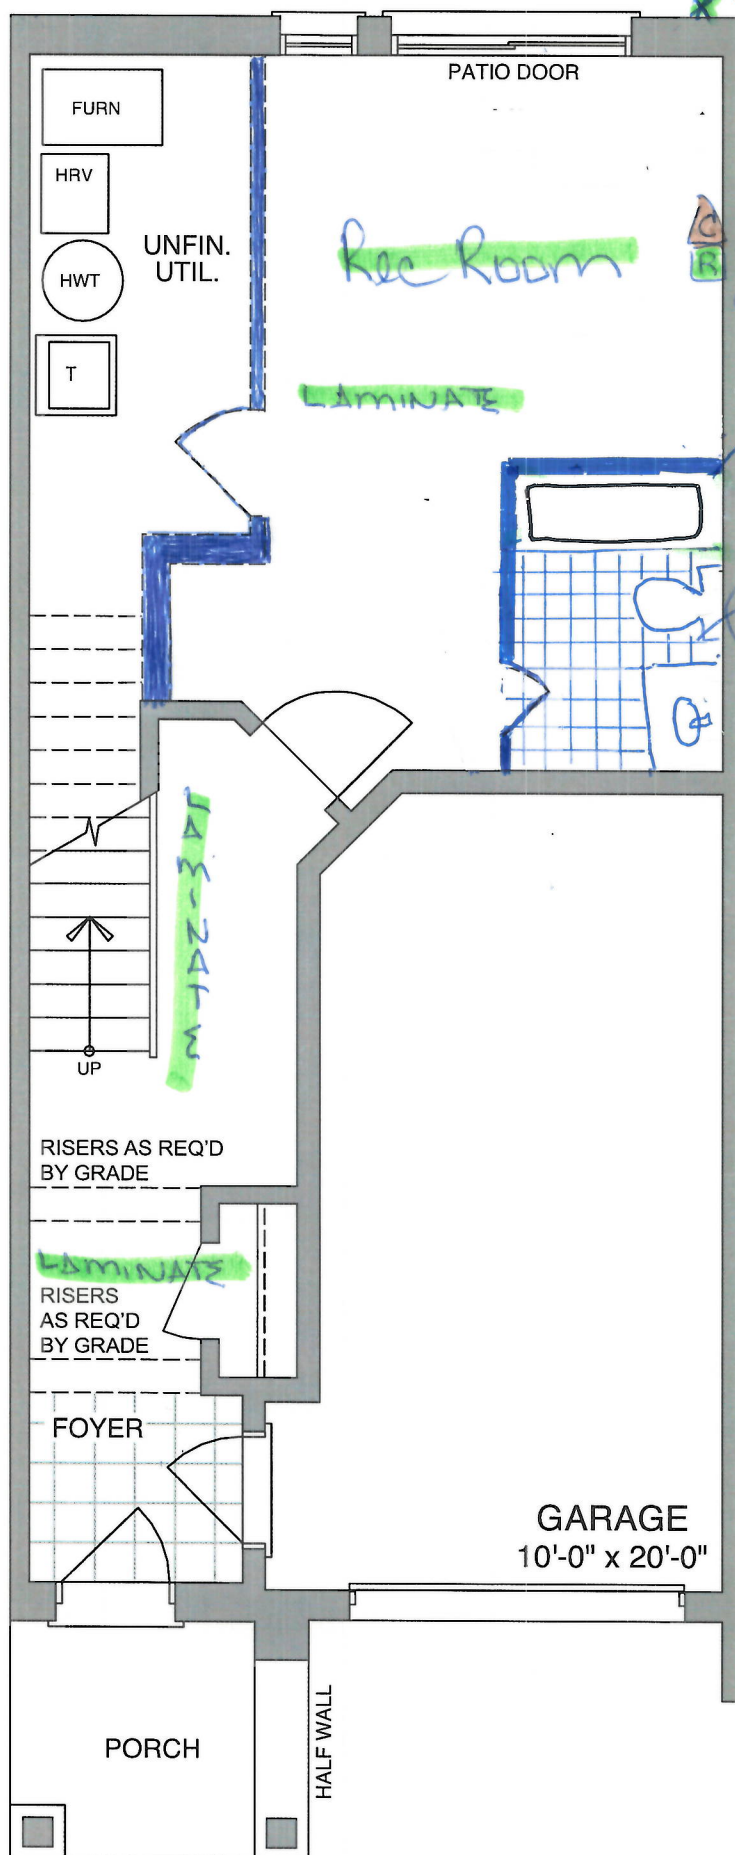 X
PATIO DOOR
FURN
HRV
UNFIN.
UTIL.
HWT
T
Rec Room
C
R
LAMINATE
LAMINATE
UP
RISERS AS REQ'D
BY GRADE
LAMINATE
RISERS
AS REQ'D
BY GRADE
FOYER
GARAGE
10'-0" x 20'-0"
PORCH
HALF WALL